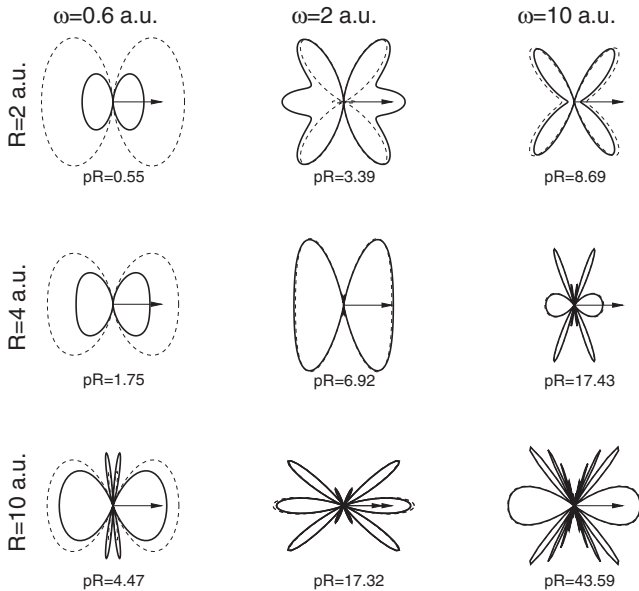 ω=0.6 a.u.
ω=2 a.u.
ω=10 a.u.
R=2 a.u.
pR=0.55
pR=3.39
pR=8.69
R=4 a.u.
pR=1.75
pR=6.92
pR=17.43
R=10 a.u.
pR=4.47
pR=17.32
pR=43.59